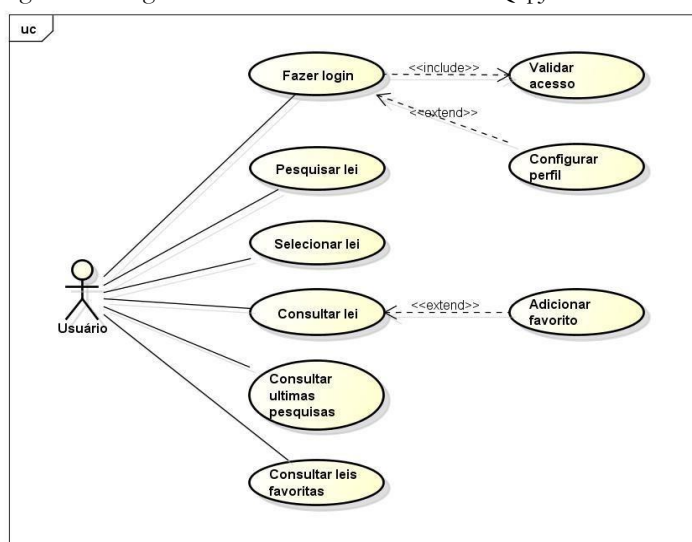 uc
Fazer login
<<include>>
Validar
acesso
<<extend>>
Configurar
perfil
Pesquisar lei
Selecionar lei
Usuário
Consultar lei
<<extend>>
Adicionar
favorito
Consultar
ultimas
pesquisas
Consultar leis
favoritas